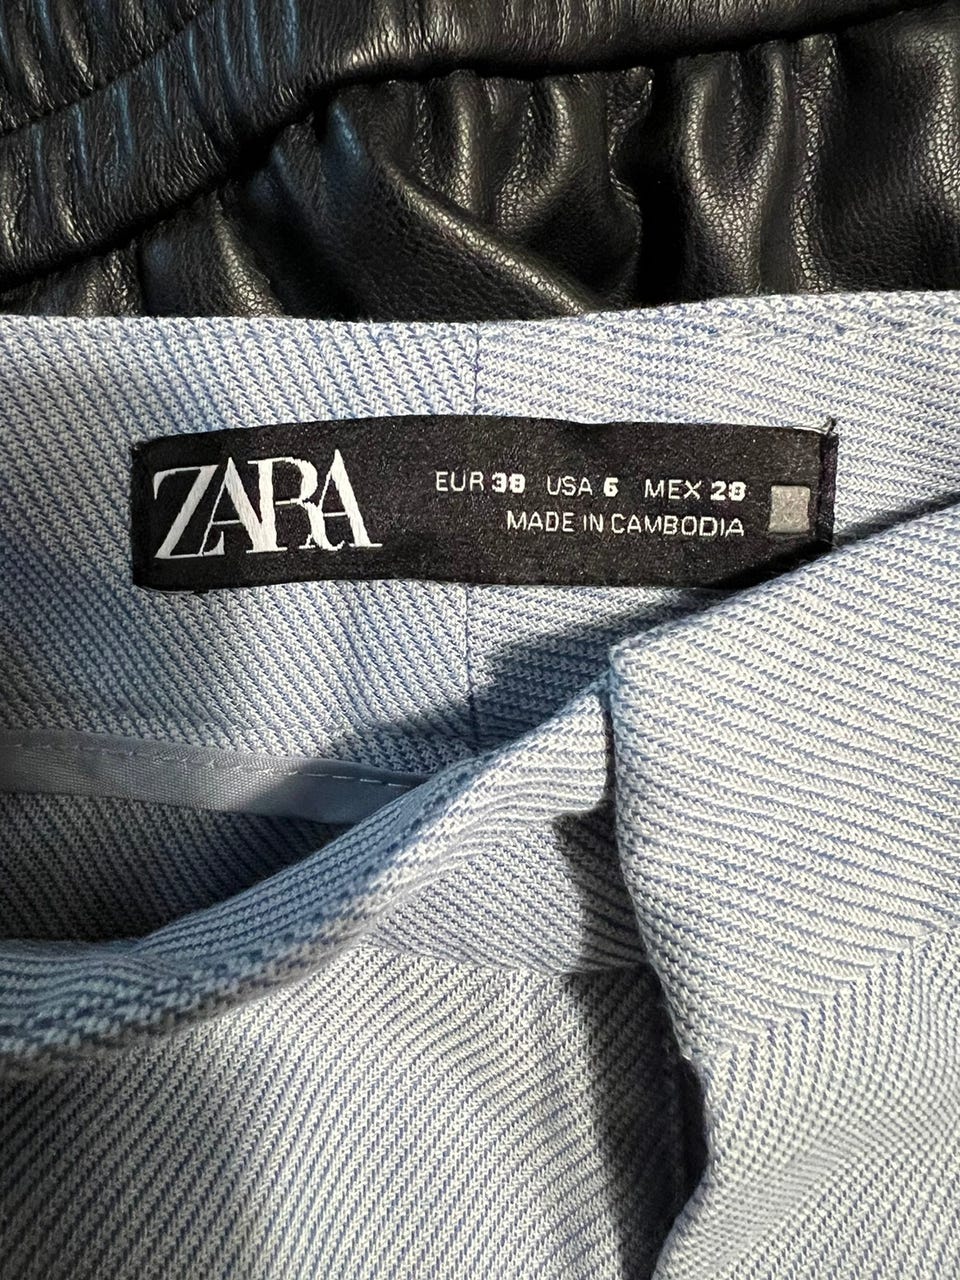 ZARA
EUR 38 USA 6 MEX 28
MADE IN CAMBODIA